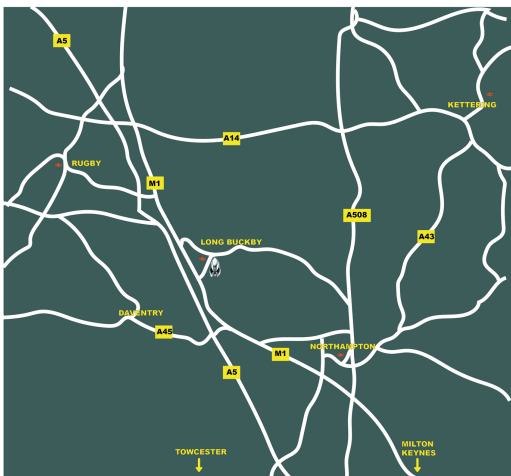 A5
KETTERING
A14
RUGBY
M1
A508
A43
LONG BUCKBY
DAVENTRY
A45
NORTHAMPTON
M1
A5
TOWCESTER
MILTON
KEYNES